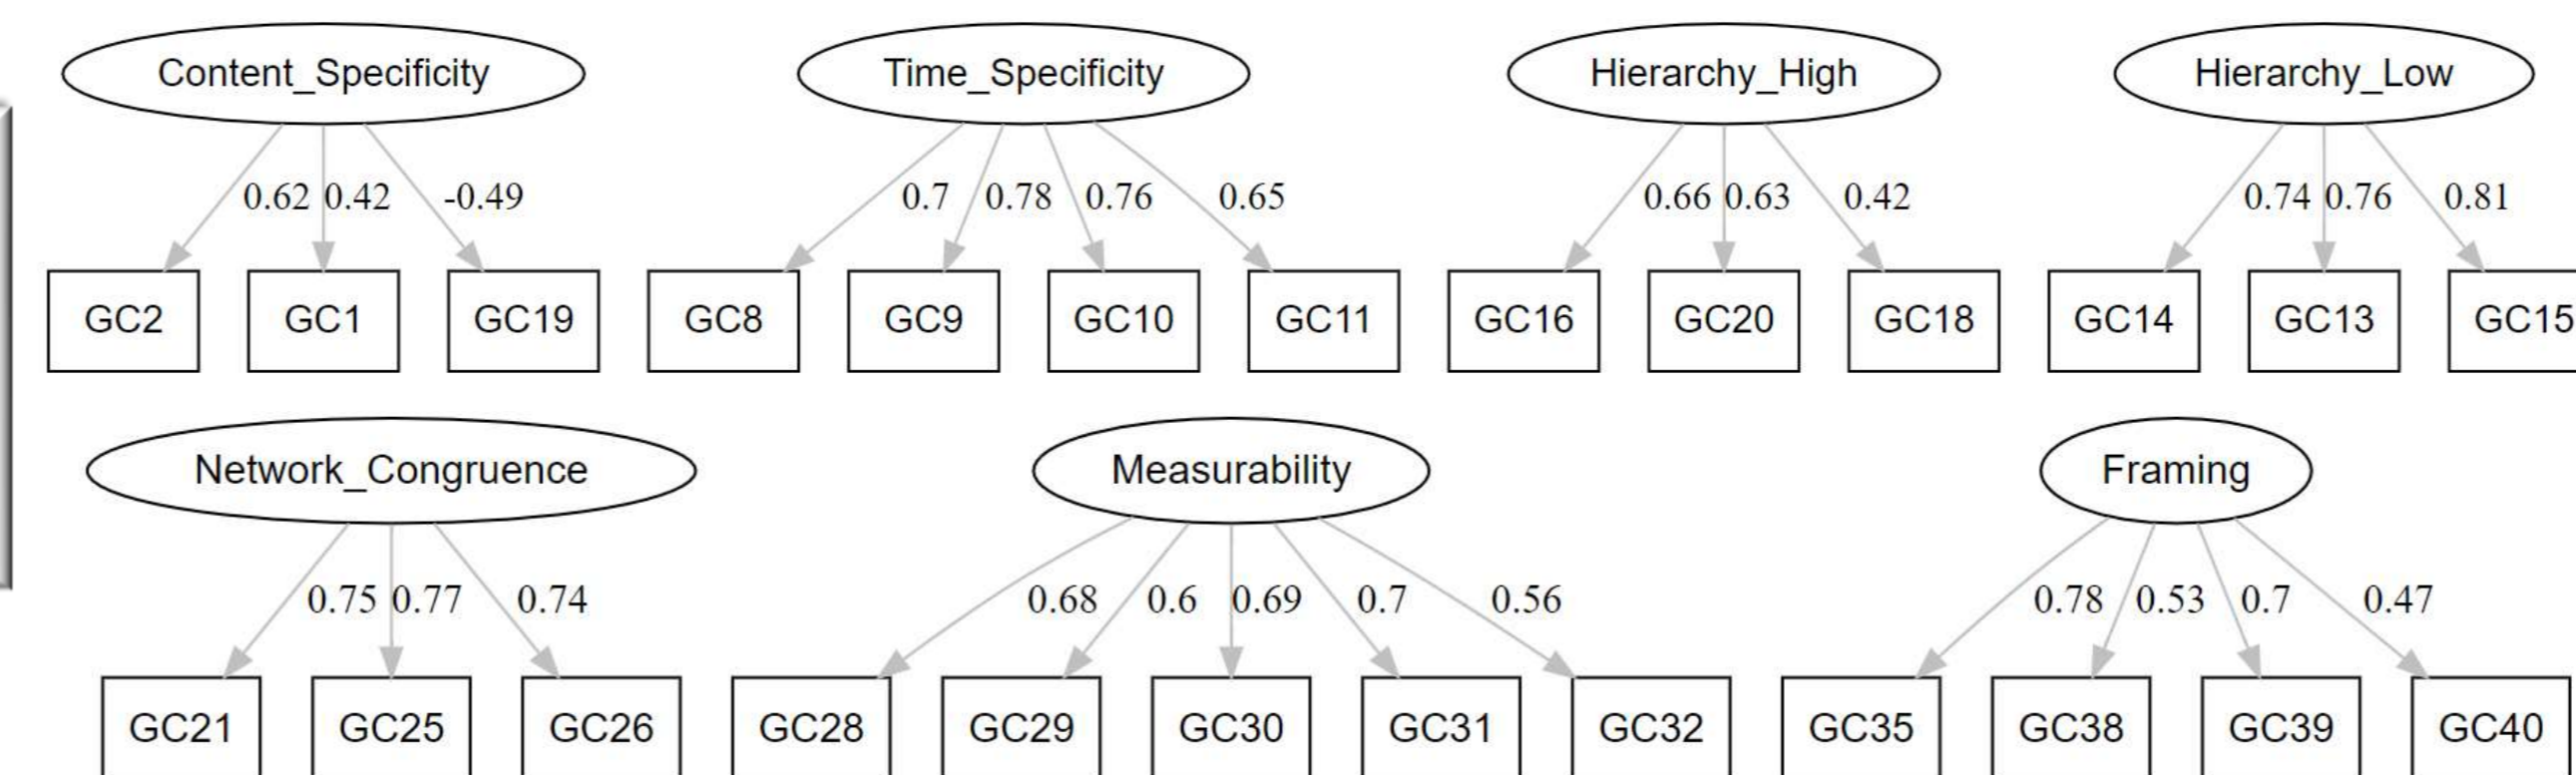 Content_Specificity Time_Specificity Hierarchy_High Hierarchy_Low
0.62 0.42 -0.49 0.7 0.78 0.76 0.65 0.66 0.63 0.42 0.74 0.76 0.81
GC2 GC1 GC19 GC8 GC9 GC10 GC11 GC16 GC20 GC18 GC14 GC13 GC15
Network_Congruence Measurability Framing
0.75 0.77 0.74 0.68 0.6 0.69 0.7 0.56 0.78 0.53 0.7 0.47
GC21 GC25 GC26 GC28 GC29 GC30 GC31 GC32 GC35 GC38 GC39 GC40